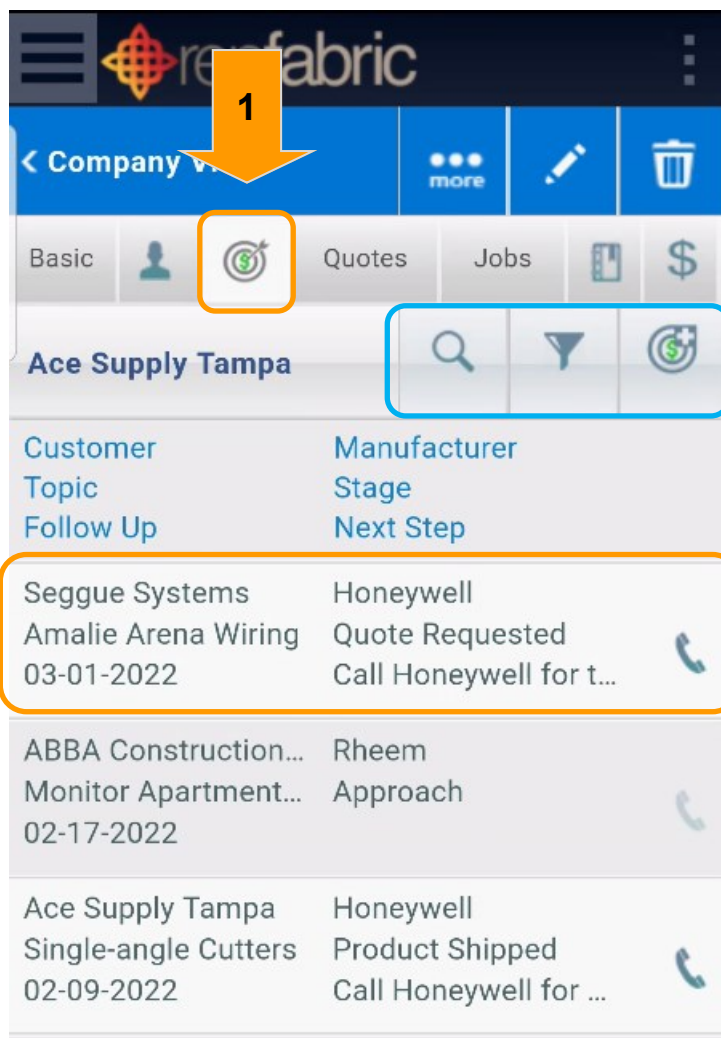 fabric
1
< Company
more
Basic
Quotes
Jobs
$
Ace Supply Tampa
Customer Manufacturer
Topic Stage
Follow Up Next Step
Seggue Systems Honeywell
Amalie Arena Wiring Quote Requested
03-01-2022 Call Honeywell for t...
ABBA Construction... Rheem
Monitor Apartment... Approach
02-17-2022
Ace Supply Tampa Honeywell
Single-angle Cutters Product Shipped
02-09-2022 Call Honeywell for ...